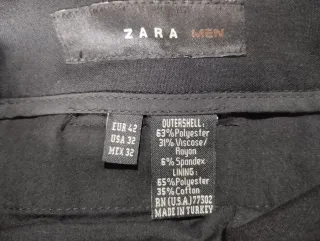 ZARA MEN
EUR 42
USA 32
MEX 32
OUTERSHELL:
63% Polyester
31% Viscose/
Rayon
6% Spandex
LINING:
65% Polyester
35% Cotton
RN (U.S.A) 77302
MADE IN TURKEY